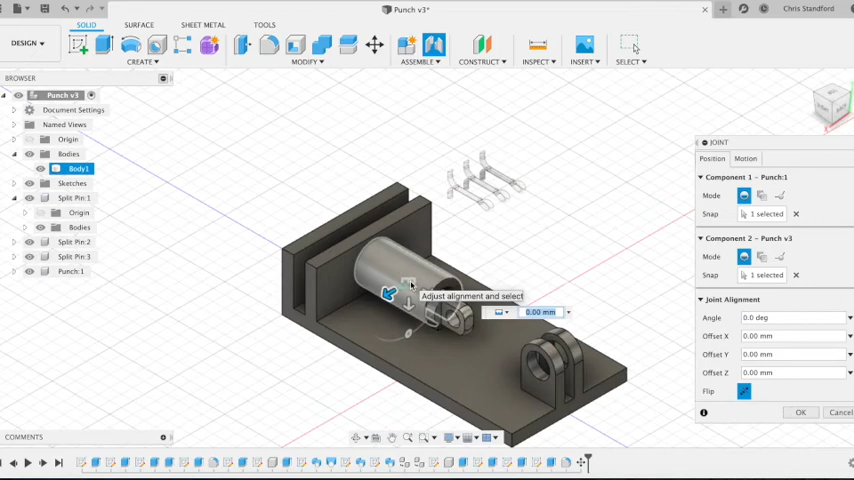 Punch v3*
Chris Standford
SOLID SURFACE SHEET METAL TOOLS
DESIGN
CREATE MODIFY ASSEMBLE CONSTRUCT INSPECT INSERT SELECT
BROWSER
Punch v3
Document Settings
Named Views
Origin
Bodies
Body1
Sketches
Split Pin:1
Origin
Bodies
Split Pin:2
Split Pin:3
Punch:1
Adjust alignment and select
0.00 mm
JOINT
Position Motion
Component 1 - Punch:1
Mode
Snap 1 selected
Component 2 - Punch v3
Mode
Snap 1 selected
Joint Alignment
Angle 0.0 deg
Offset X 0.00 mm
Offset Y 0.00 mm
Offset Z 0.00 mm
Flip
OK Cancel
COMMENTS